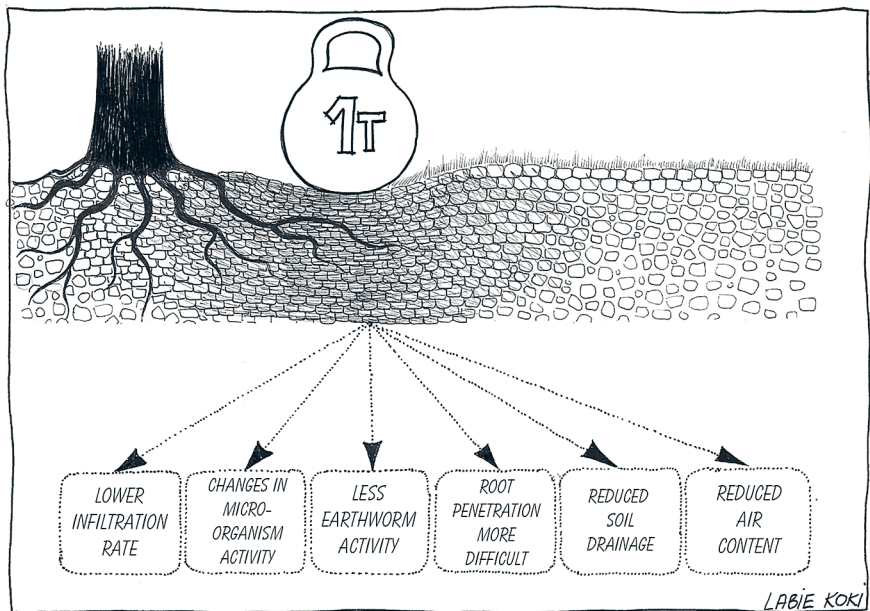 1T
LOWER
INFILTRATION
RATE
CHANGES IN
MICRO-
ORGANISM
ACTIVITY
LESS
EARTHWORM
ACTIVITY
ROOT
PENETRATION
MORE
DIFFICULT
REDUCED
SOIL
DRAINAGE
REDUCED
AIR
CONTENT
LABIE KOKI